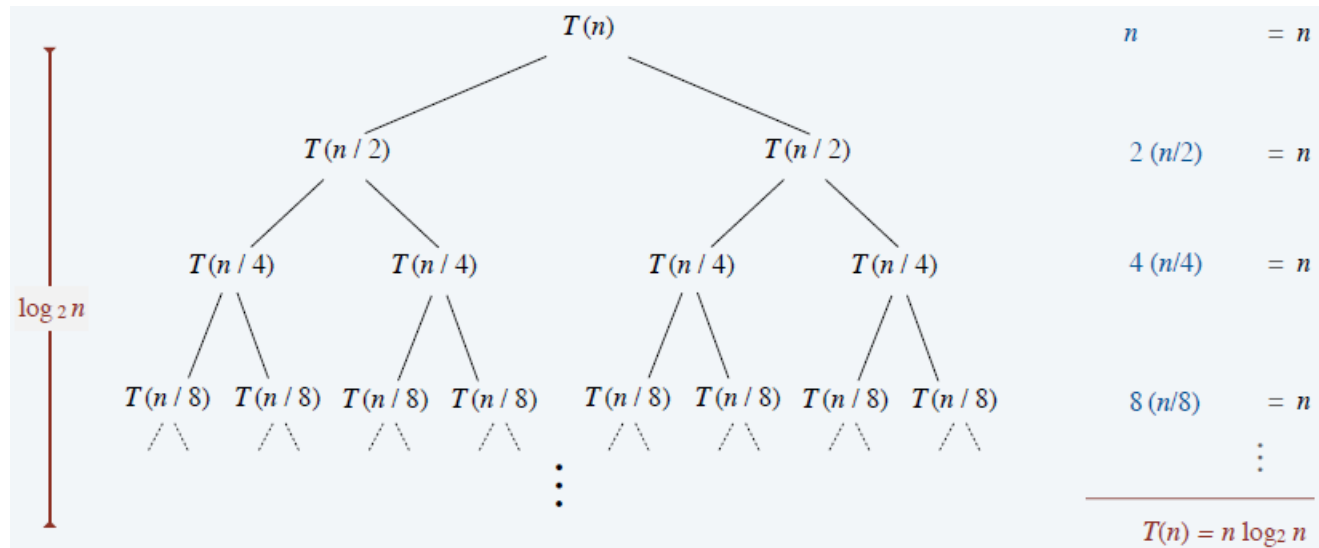 T(n) n = n
T(n / 2) T(n / 2) 2 (n/2) = n
T(n / 4) T(n / 4) T(n / 4) T(n / 4) 4 (n/4) = n
log 2 n
T(n / 8) T(n / 8) T(n / 8) T(n / 8) T(n / 8) T(n / 8) T(n / 8) T(n / 8) 8 (n/8) = n
⋮ ⋮
T(n) = n log2 n